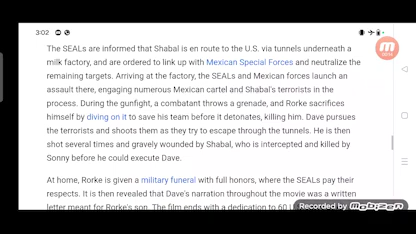 3:02
The SEALs are informed that Shabal is en route to the U.S. via tunnels underneath a
milk factory, and are ordered to link up with Mexican Special Forces and neutralize the
remaining targets. Arriving at the factory, the SEALs and Mexican forces launch an
assault there, engaging numerous Mexican cartel and Shabal's terrorists in the
process. During the gunfight, a combatant throws a grenade, and Rorke sacrifices
himself by diving on it to save his team before it detonates, killing him. Dave pursues
the terrorists and shoots them as they try to escape through the tunnels. He is then
shot several times and gravely wounded by Shabal, who is intercepted and killed by
Sonny before he could execute Dave.
At home, Rorke is given a military funeral with full honors, where the SEALs pay their
respects. It is then revealed that Dave's narration throughout the movie was a written
letter meant for Rorke's son. The film ends with a dedication to 60 U
Recorded by Mobizen